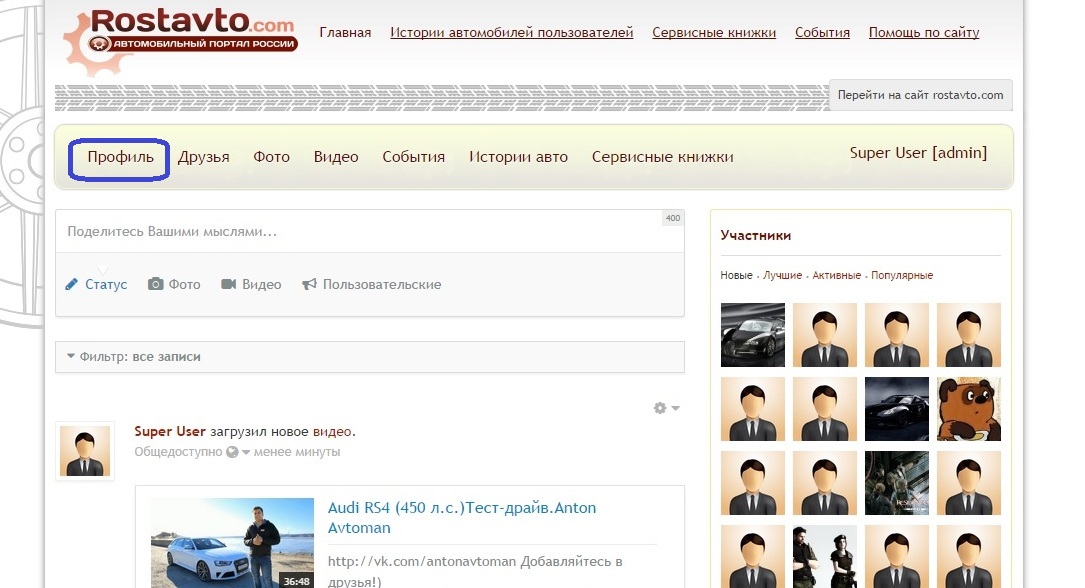 Rostavto.com
АВТОМОБИЛЬНЫЙ ПОРТАЛ РОССИИ
Главная Истории автомобилей пользователей Сервисные книжки События Помощь по сайту
Перейти на сайт rostavto.com
Профиль Друзья Фото Видео События Истории авто Сервисные книжки Super User [admin]
400
Поделитесь Вашими мыслями...
Статус Фото Видео Пользовательские
Фильтр: все записи
Super User загрузил новое видео.
Общедоступно менее минуты
Audi RS4 (450 л.с.)Тест-драйв.Anton
Avtoman
http://vk.com/antonavtoman Добавляйтесь в
друзья!)
36:48
Участники
Новые . Лучшие . Активные . Популярные